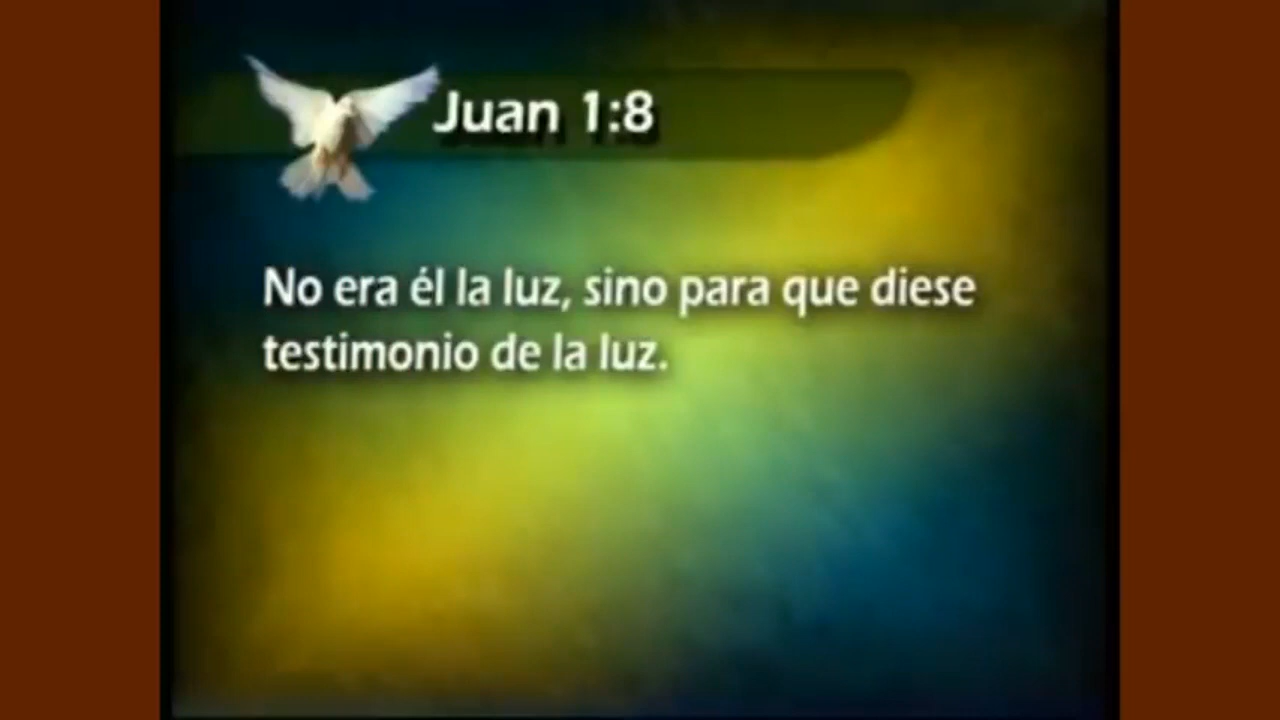 Juan 1:8
No era él la luz, sino para que diese
testimonio de la luz.